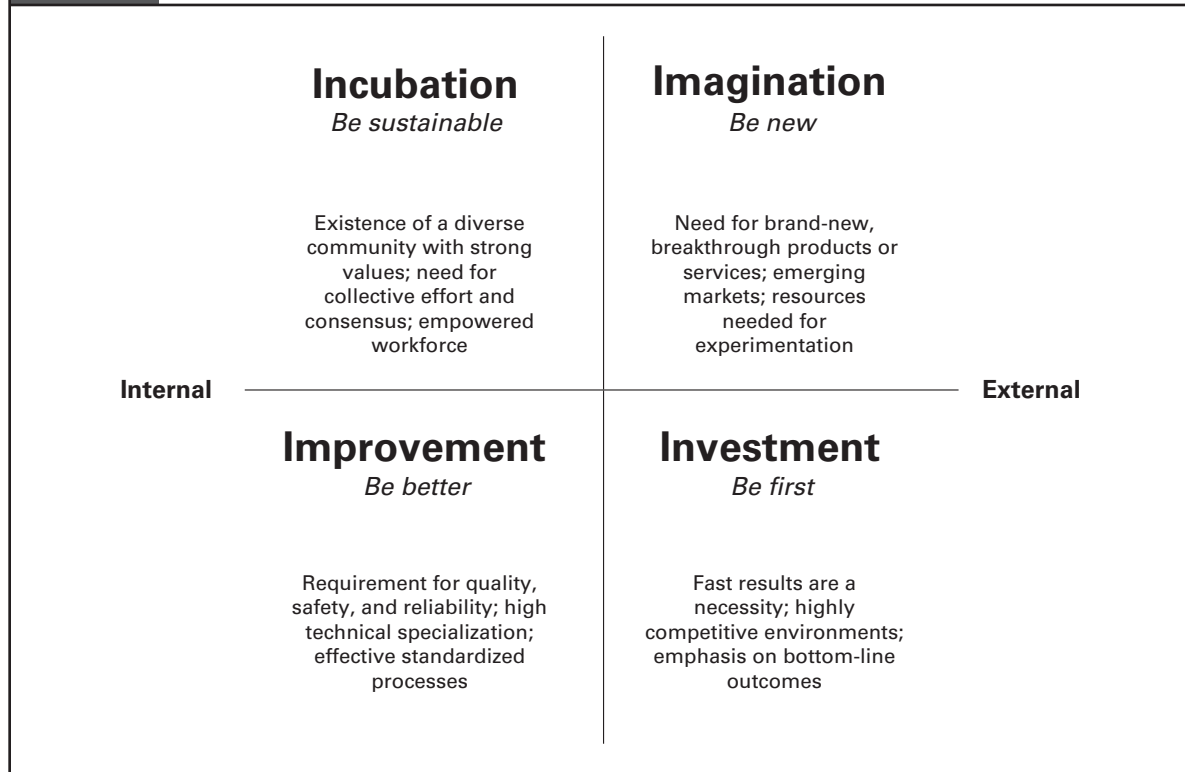 Incubation
Be sustainable
Existence of a diverse
community with strong
values; need for
collective effort and
consensus; empowered
workforce
Imagination
Be new
Need for brand-new,
breakthrough products or
services; emerging
markets; resources
needed for
experimentation
Internal
External
Improvement
Be better
Requirement for quality,
safety, and reliability; high
technical specialization;
effective standardized
processes
Investment
Be first
Fast results are a
necessity; highly
competitive environments;
emphasis on bottom-line
outcomes